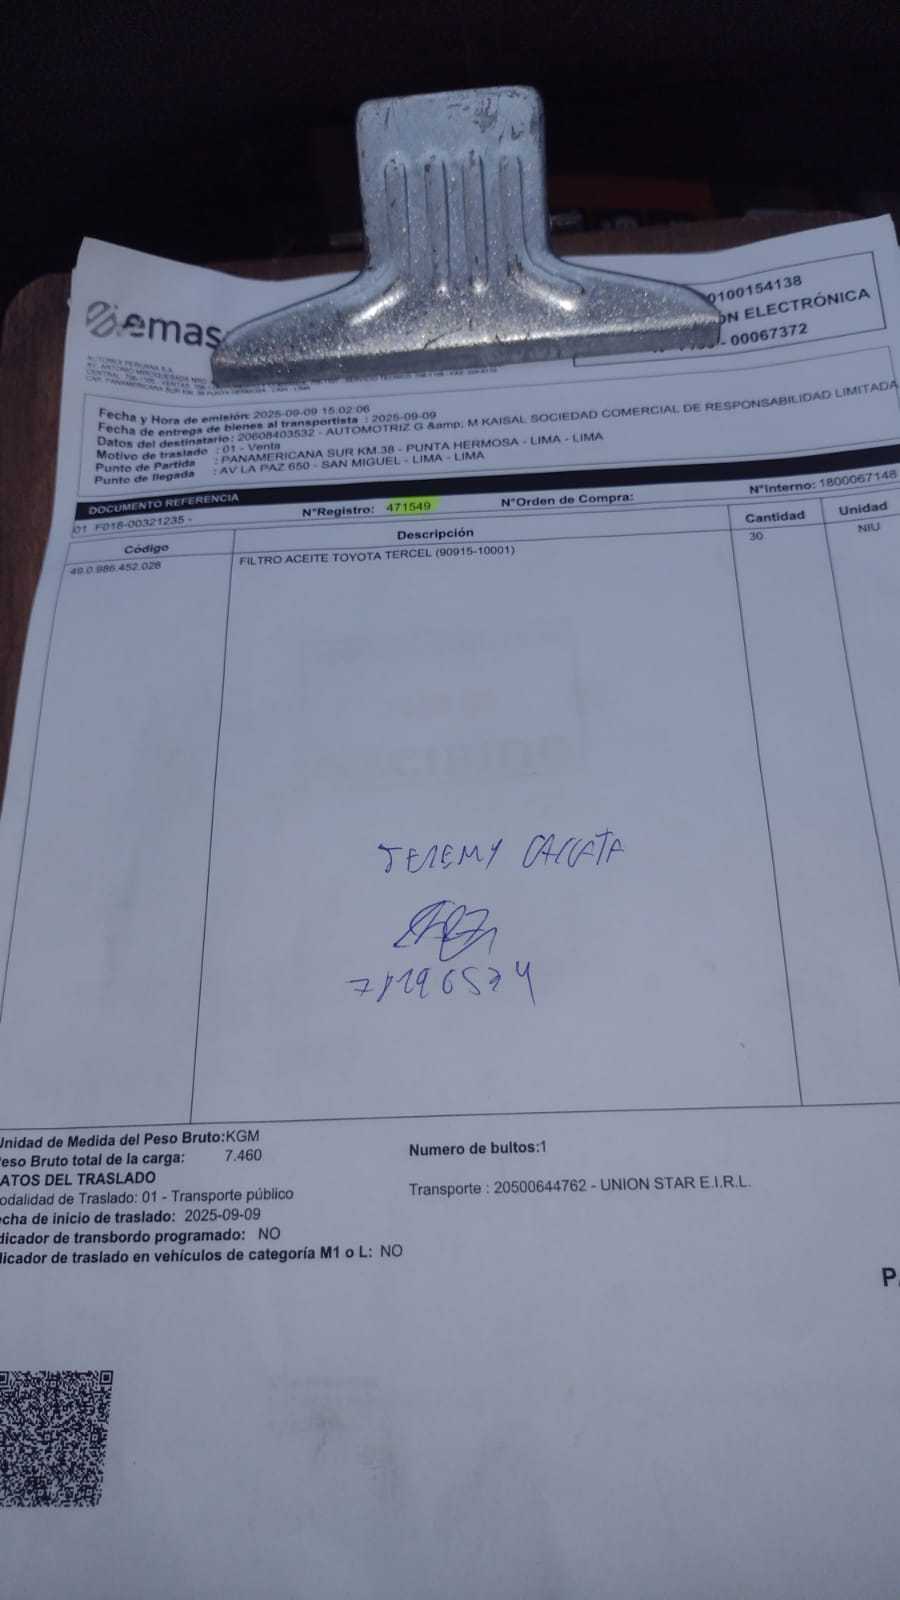 emas
0100154138
ÓN ELECTRÓNICA
- 00067372
Fecha y Hora de emisión: 2025-09-09 15:02:06
Fecha de entrega de bienes al transportista : 2025-09-09
Datos del destinatario: 20608403532 - AUTOMOTRIZ G &amp; M KAISAL SOCIEDAD COMERCIAL DE RESPONSABILIDAD LIMITADA
Motivo de traslado : 01 - Venta
Punto de Partida : PANAMERICANA SUR KM.38 - PUNTA HERMOSA - LIMA - LIMA
Punto de llegada : AV LA PAZ 650 - SAN MIGUEL - LIMA - LIMA
DOCUMENTO REFERENCIA
01 F018-00321235 - N°Registro: 471549 N°Orden de Compra: N°Interno: 1800067148
Código Descripción Cantidad Unidad
49.0.986.452.028 FILTRO ACEITE TOYOTA TERCEL (90915-10001) 30 NIU
JEREMY
Unidad de Medida del Peso Bruto:KGM
eso Bruto total de la carga: 7.460
Numero de bultos:1
ATOS DEL TRASLADO
odalidad de Traslado: 01 - Transporte público
Transporte : 20500644762 - UNION STAR E.I.R.L.
echa de inicio de traslado: 2025-09-09
dicador de transbordo programado: NO
dicador de traslado en vehículos de categoría M1 o L: NO